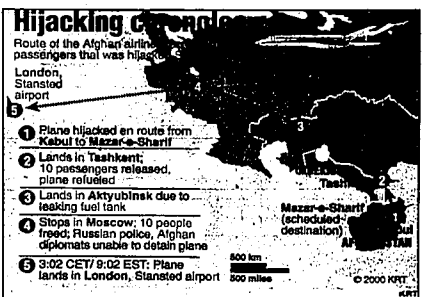 Hijacking chronology
Route of the Afghan airline
passengers that was hijacked
London,
Stansted
airport
5
4
3
1 Plane hijacked en route from
Kabul to Mazar-e-Sharif
2 Lands in Tashkent;
10 passengers released,
plane refueled
3 Lands in Aktyubinsk due to
leaking fuel tank
4 Stops in Moscow; 10 people
freed; Russian police, Afghan
diplomats unable to detain plane
5 3:02 CET/ 9:02 EST: Plane
lands in London, Stansted airport
2
Mazar-e-Sharif
(scheduled
destination)
1
500 km
500 miles
© 2000 KRT
KRT